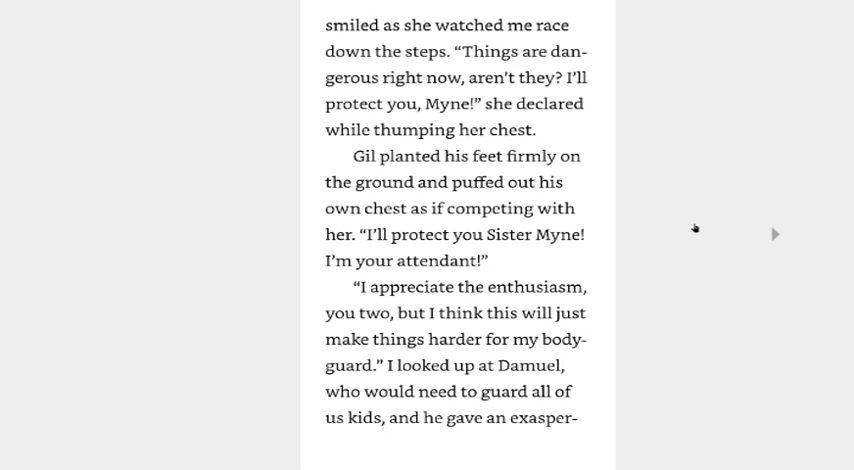 smiled as she watched me race
down the steps. “Things are dan-
gerous right now, aren’t they? I’ll
protect you, Myne!” she declared
while thumping her chest.
Gil planted his feet firmly on
the ground and puffed out his
own chest as if competing with
her. “I’ll protect you Sister Myne!
I’m your attendant!”
“I appreciate the enthusiasm,
you two, but I think this will just
make things harder for my body-
guard.” I looked up at Damuel,
who would need to guard all of
us kids, and he gave an exasper-